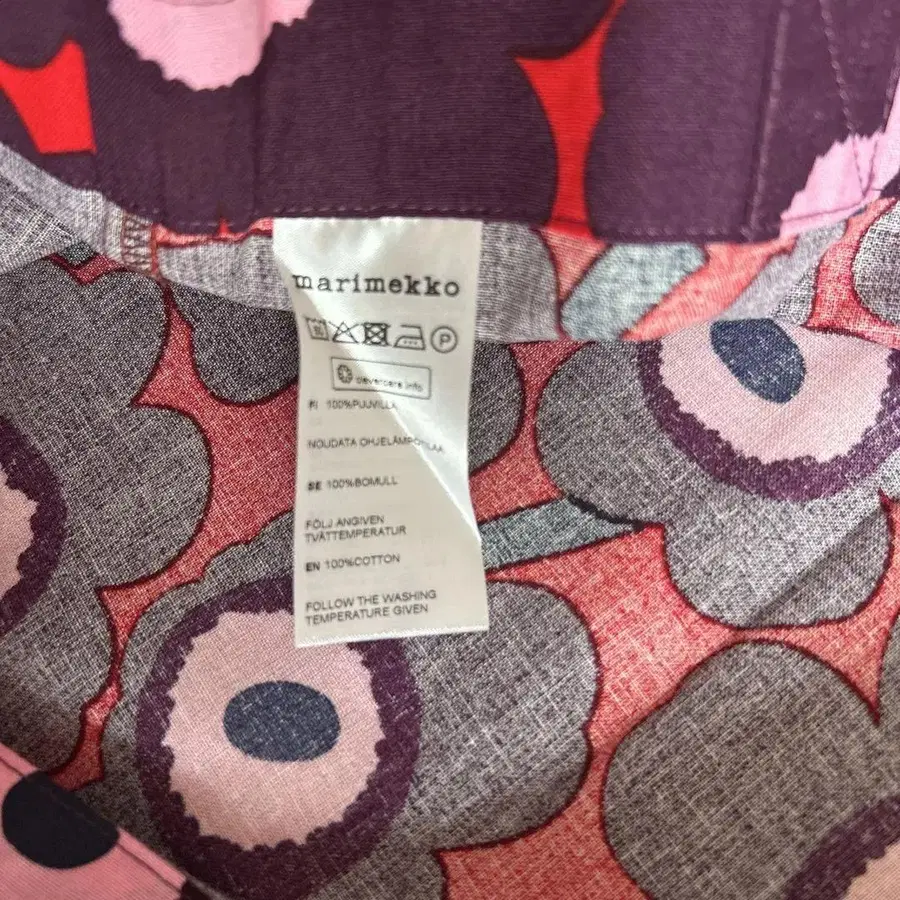 marimekko
P
clevercare.info
FI 100%PUUVILLA
NOUDATA OHJELÄMPÖTILAA
SE 100%BOMULL
FÖLJ ANGIVEN
TVÄTTEMPERATUR
EN 100%COTTON
FOLLOW THE WASHING
TEMPERATURE GIVEN